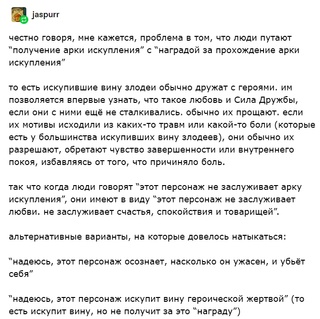 jaspurr
честно говоря, мне кажется, проблема в том, что люди путают
“получение арки искупления” с “наградой за прохождение арки
искупления”
то есть искупившие вину злодеи обычно дружат с героями. им
позволяется впервые узнать, что такое любовь и Сила Дружбы,
если они с ними ещё не сталкивались. обычно их прощают. если
их мотивы исходили из каких-то травм или какой-то боли (которые
есть у большинства искупивших вину злодеев), они обычно их
разрешают, обретают чувство завершенности или внутреннего
покоя, избавляясь от того, что причиняло боль.
так что когда люди говорят “этот персонаж не заслуживает арку
искупления”, они имеют в виду “этот персонаж не заслуживает
любви. не заслуживает счастья, спокойствия и товарищей”.
альтернативные варианты, на которые довелось натыкаться:
“надеюсь, этот персонаж осознает, насколько он ужасен, и убьёт
себя”
“надеюсь, этот персонаж искупит вину героической жертвой” (то
есть искупит вину, но не получит за это “награду”)